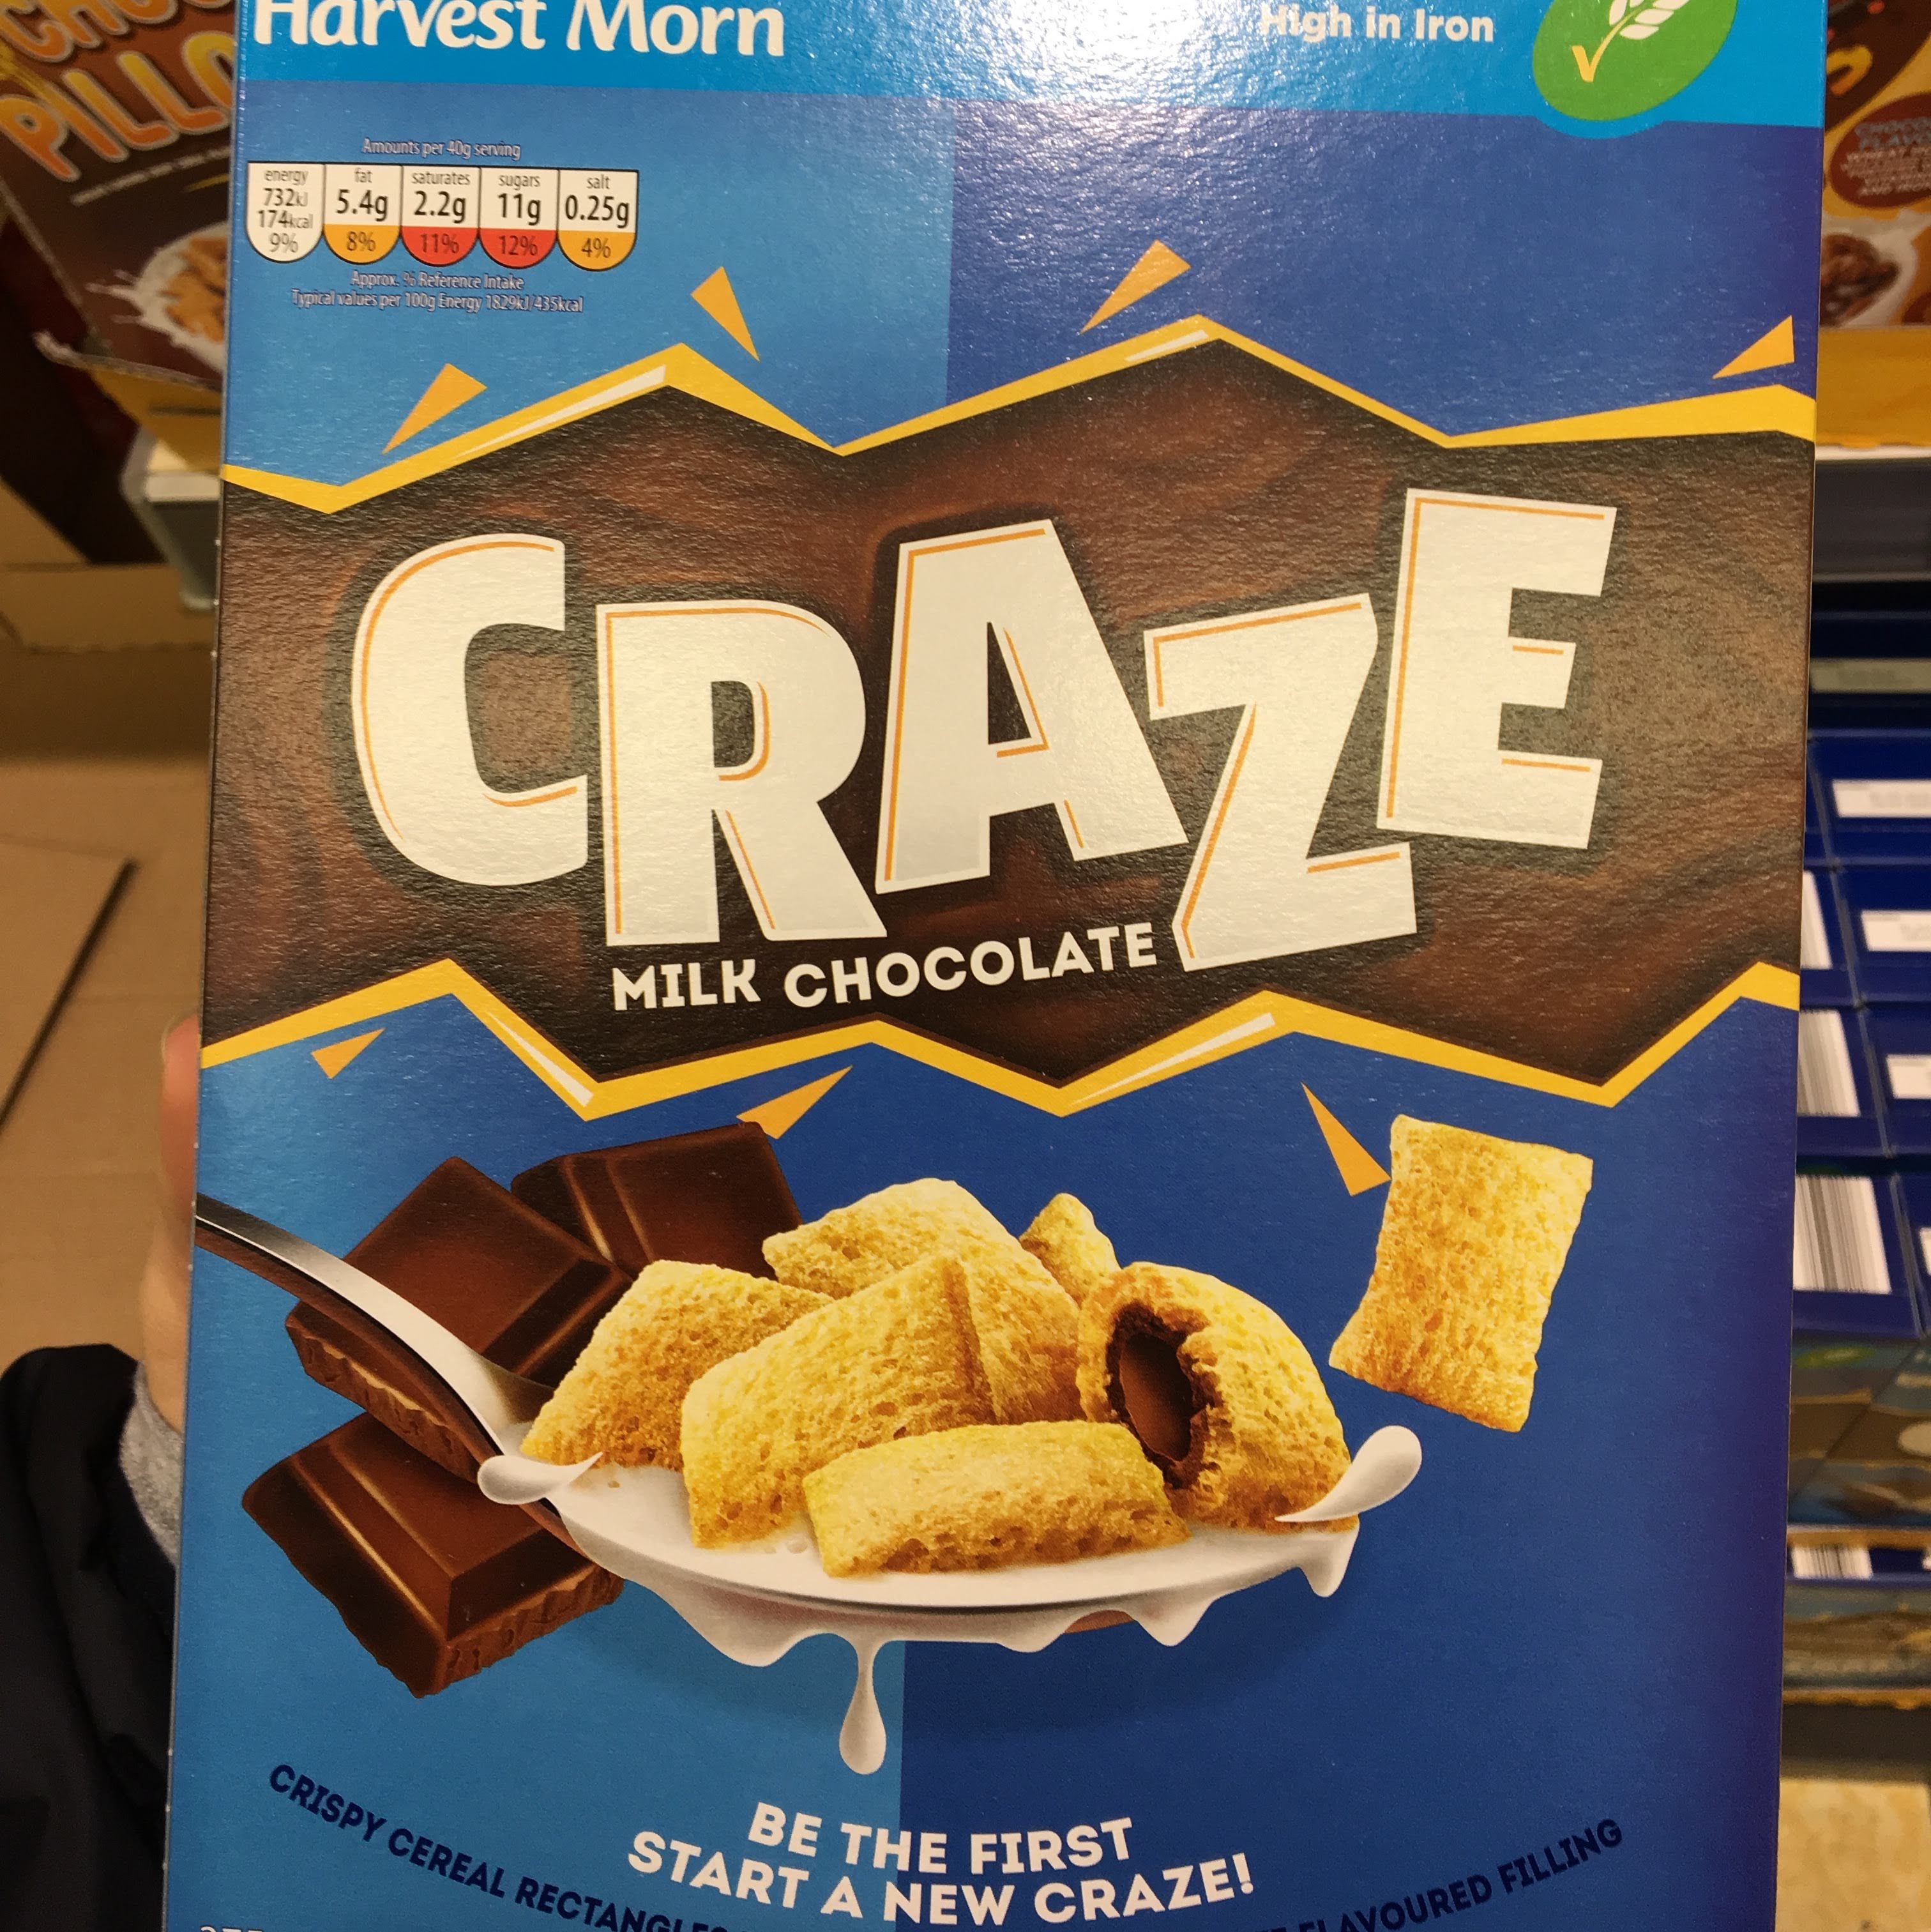 Harvest Morn
High in Iron
PILLO
Amounts per 40g serving
energy 732kJ 174kcal 9%
fat 5.4g 8%
saturates 2.2g 11%
sugars 11g 12%
salt 0.25g 4%
Approx. % Reference Intake
Typical values per 100g Energy 1829kJ/435kcal
CRAZE
MILK CHOCOLATE
BE THE FIRST
START A NEW CRAZE!
CRISPY CEREAL RECTANGLES
FLAVOURED FILLING